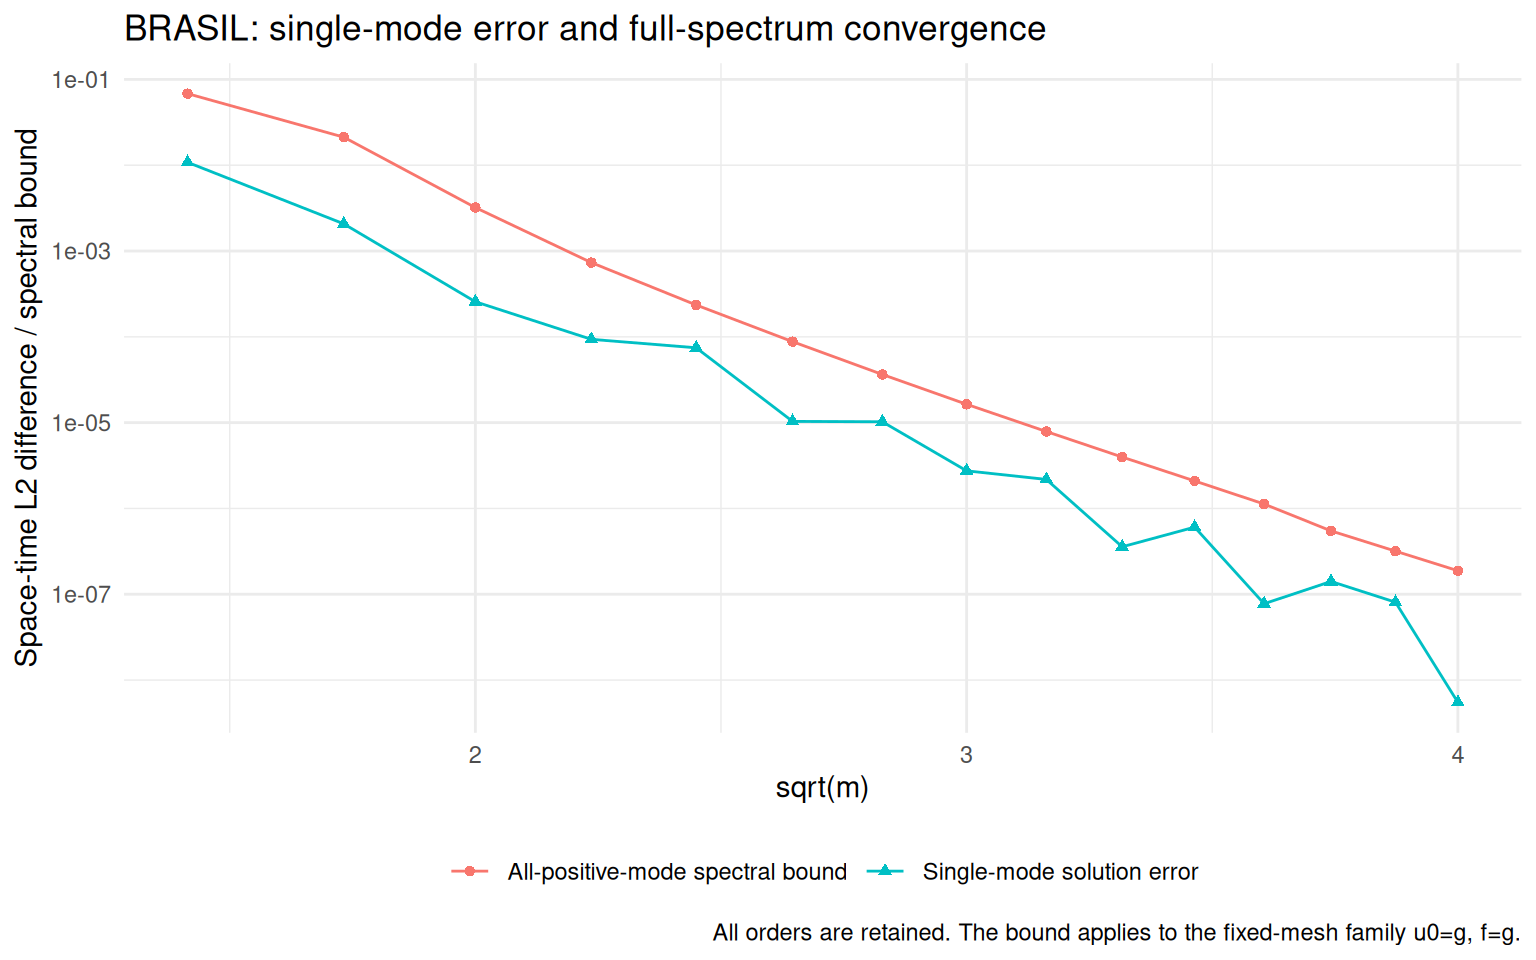 BRASIL: single-mode error and full-spectrum convergence
Space-time L2 difference / spectral bound
1e-01
1e-03
1e-05
1e-07
2
3
4
sqrt(m)
All-positive-mode spectral bound
Single-mode solution error
All orders are retained. The bound applies to the fixed-mesh family u0=g, f=g.